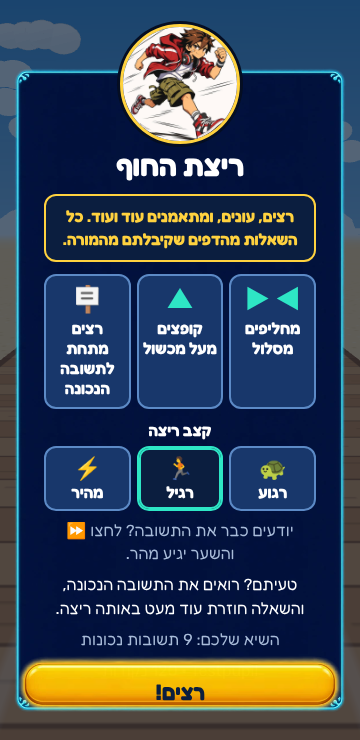 ריצת החוף
רצים, עונים, ומתאמנים עוד ועוד. כל
השאלות מהדפים שקיבלתם מהמורה.
מחליפים
מסלול
קופצים
מעל מכשול
רצים
מתחת
לתשובה
הנכונה
קצב ריצה
רגוע
רגיל
מהיר
יודעים כבר את התשובה? לחצו ⏩
והשער יגיע מהר.
טעיתם? רואים את התשובה הנכונה,
והשאלה חוזרת עוד מעט באותה ריצה.
השיא שלכם: 9 תשובות נכונות
רצים!